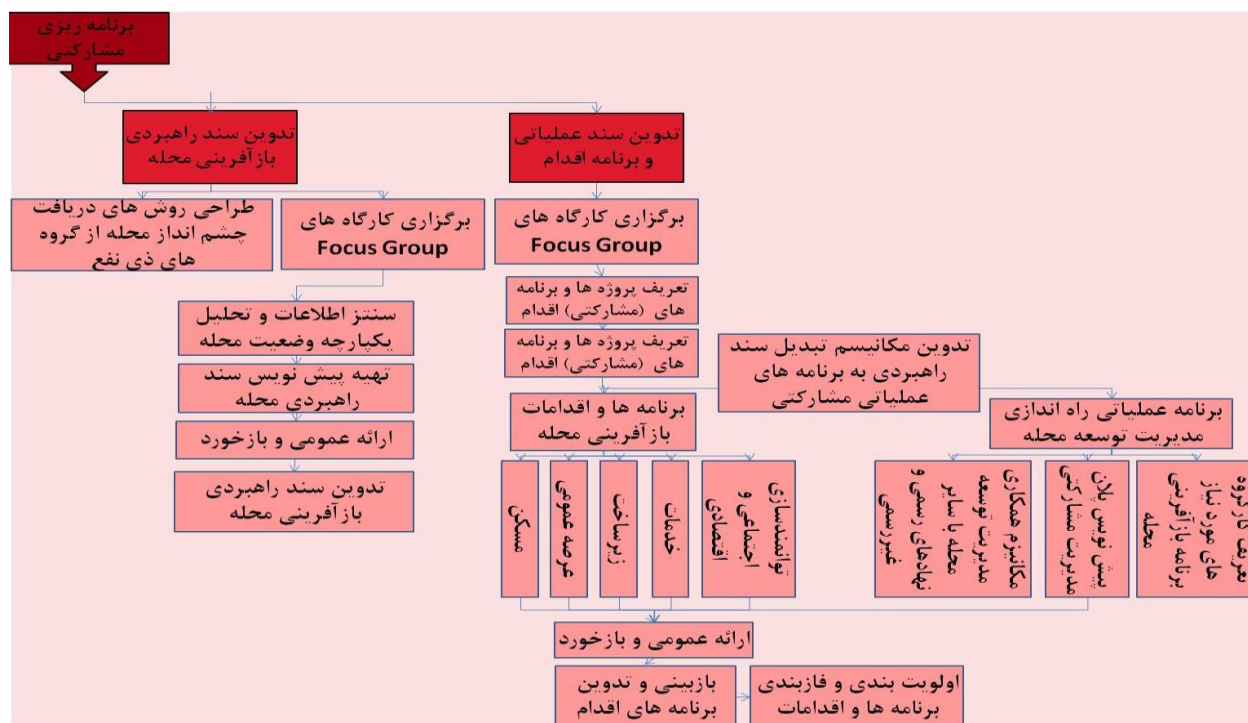 برنامه ریزی
مشارکتی
تدوین سند راهبردی
بازآفرینی محله
تدوین سند عملیاتی
و برنامه اقدام
طراحی روش های دریافت
چشم انداز محله از گروه
های ذی نفع
برگزاری کارگاه های
Focus Group
برگزاری کارگاه های
Focus Group
سنتز اطلاعات و تحلیل
یکپارچه وضعیت محله
تهیه پیش نویس سند
راهبردی محله
ارائه عمومی و بازخورد
تدوین سند راهبردی
بازآفرینی محله
تعریف پروژه ها و برنامه
های (مشارکتی) اقدام
تعریف پروژه ها و برنامه
های (مشارکتی) اقدام
تدوین مکانیسم تبدیل سند
راهبردی به برنامه های
عملیاتی مشارکتی
برنامه ها و اقدامات
بازآفرینی محله
برنامه عملیاتی راه اندازی
مدیریت توسعه محله
مسکن
عرصه عمومی
زیرساخت
خدمات
توانمندسازی
اجتماعی و
اقتصادی
مکانیزم همکاری
مدیریت توسعه
محله با سایر
نهادهای رسمی و
غیررسمی
پیش نویس پلان
مدیریت مشارکتی
تعریف کارگروه
های مورد نیاز
برنامه بازآفرینی
محله
ارائه عمومی و بازخورد
بازبینی و تدوین
برنامه های اقدام
اولویت بندی و فازبندی
برنامه ها و اقدامات